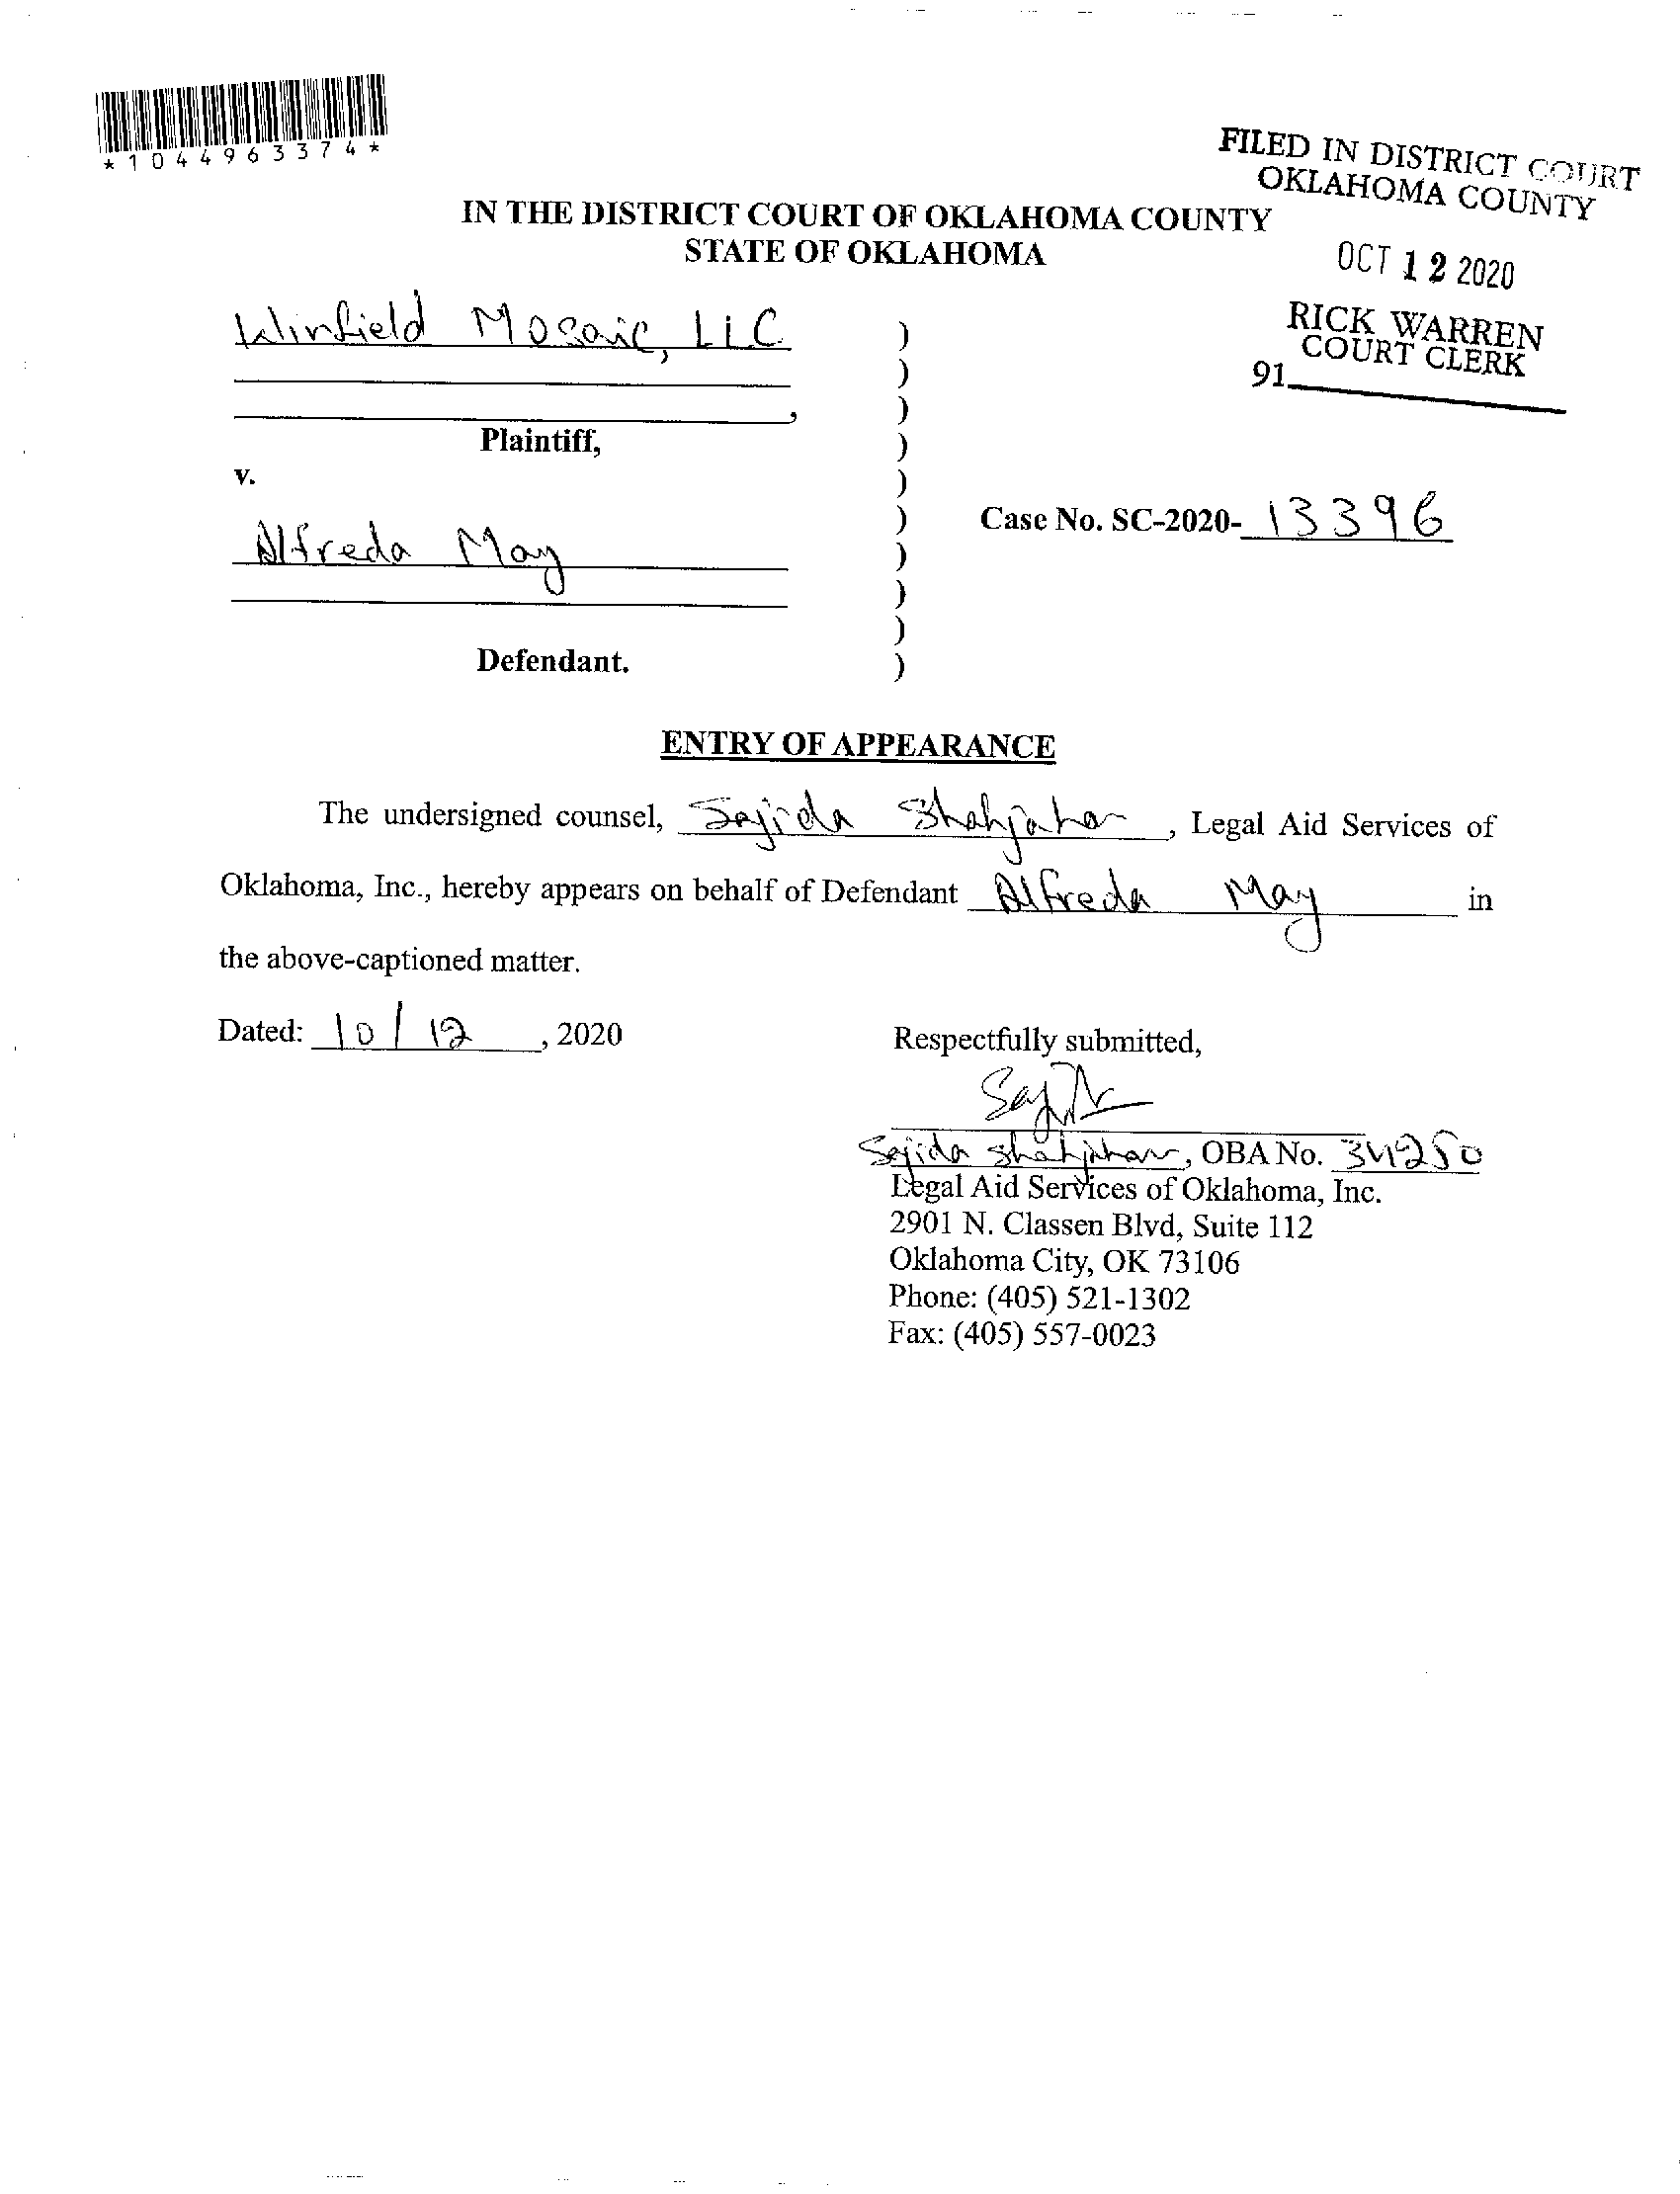 *1044963374*
FILED IN DISTRICT COURT
OKLAHOMA COUNTY
IN THE DISTRICT COURT OF OKLAHOMA COUNTY
STATE OF OKLAHOMA
OCT 12 2020
RICK WARREN
COURT CLERK
91
Winfield Mosaic, LLC
)
)
, )
Plaintiff, )
v. )
) Case No. SC-2020- 13396
Alfreda May )
)
)
Defendant. )
ENTRY OF APPEARANCE
The undersigned counsel, Sajida Shahjahan, Legal Aid Services of
Oklahoma, Inc., hereby appears on behalf of Defendant Alfreda May in
the above-captioned matter.
Dated: 10/12, 2020
Respectfully submitted,
Sajida Shahjahan, OBA No. 34250
Legal Aid Services of Oklahoma, Inc.
2901 N. Classen Blvd, Suite 112
Oklahoma City, OK 73106
Phone: (405) 521-1302
Fax: (405) 557-0023